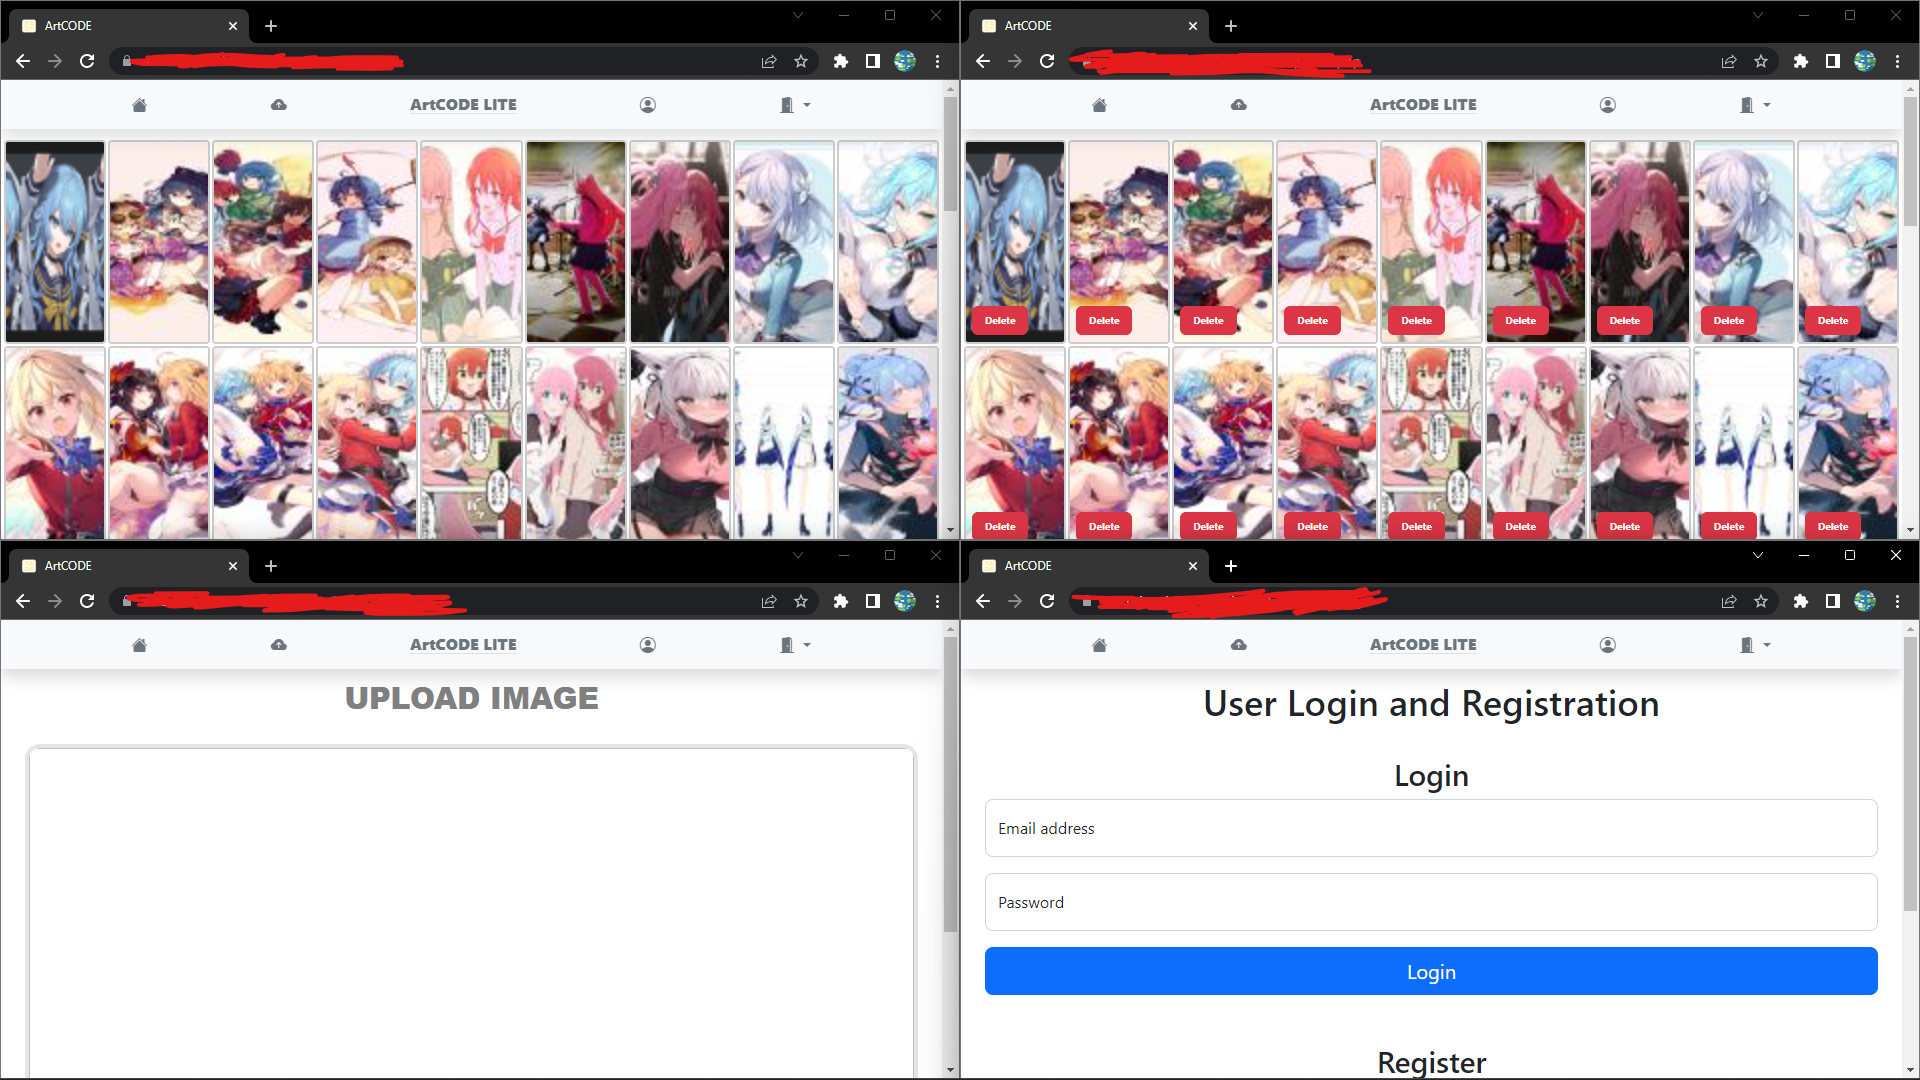 ArtCODE
ArtCODE LITE
ArtCODE
ArtCODE LITE
Delete Delete Delete Delete Delete Delete Delete Delete Delete
Delete Delete Delete Delete Delete Delete Delete Delete Delete
ArtCODE
ArtCODE LITE
UPLOAD IMAGE
ArtCODE
ArtCODE LITE
User Login and Registration
Login
Email address
Password
Login
Register